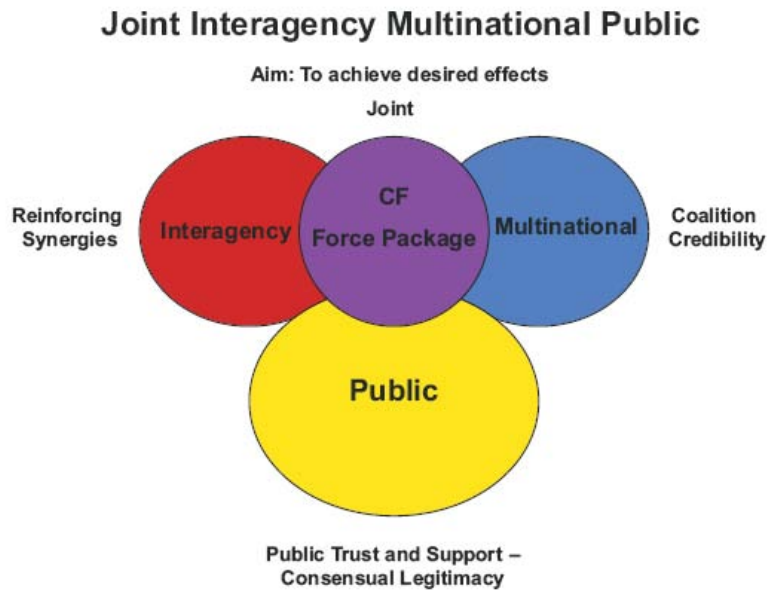 Joint Interagency Multinational Public
Aim: To achieve desired effects
Joint
CF
Force Package
Interagency
Multinational
Reinforcing
Synergies
Coalition
Credibility
Public
Public Trust and Support –
Consensual Legitimacy